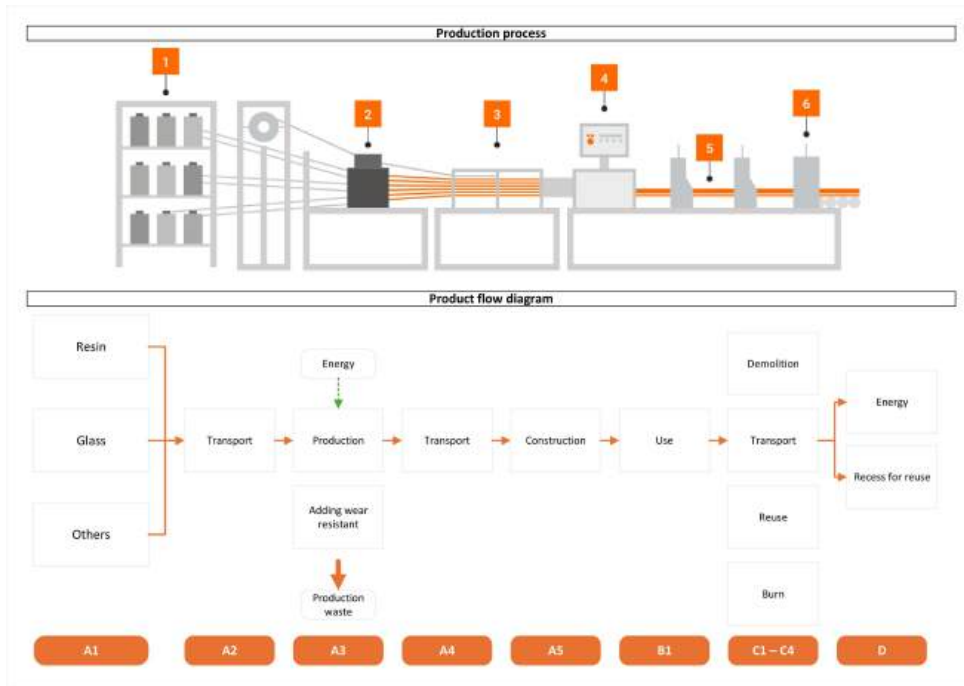 Production process
1
2
3
4
5
6
Product flow diagram
Resin
Glass
Others
Transport
Energy
Production
Adding wear
resistant
Production
waste
Transport
Construction
Use
Demolition
Transport
Reuse
Burn
Energy
Recess for reuse
A1
A2
A3
A4
A5
B1
C1 – C4
D